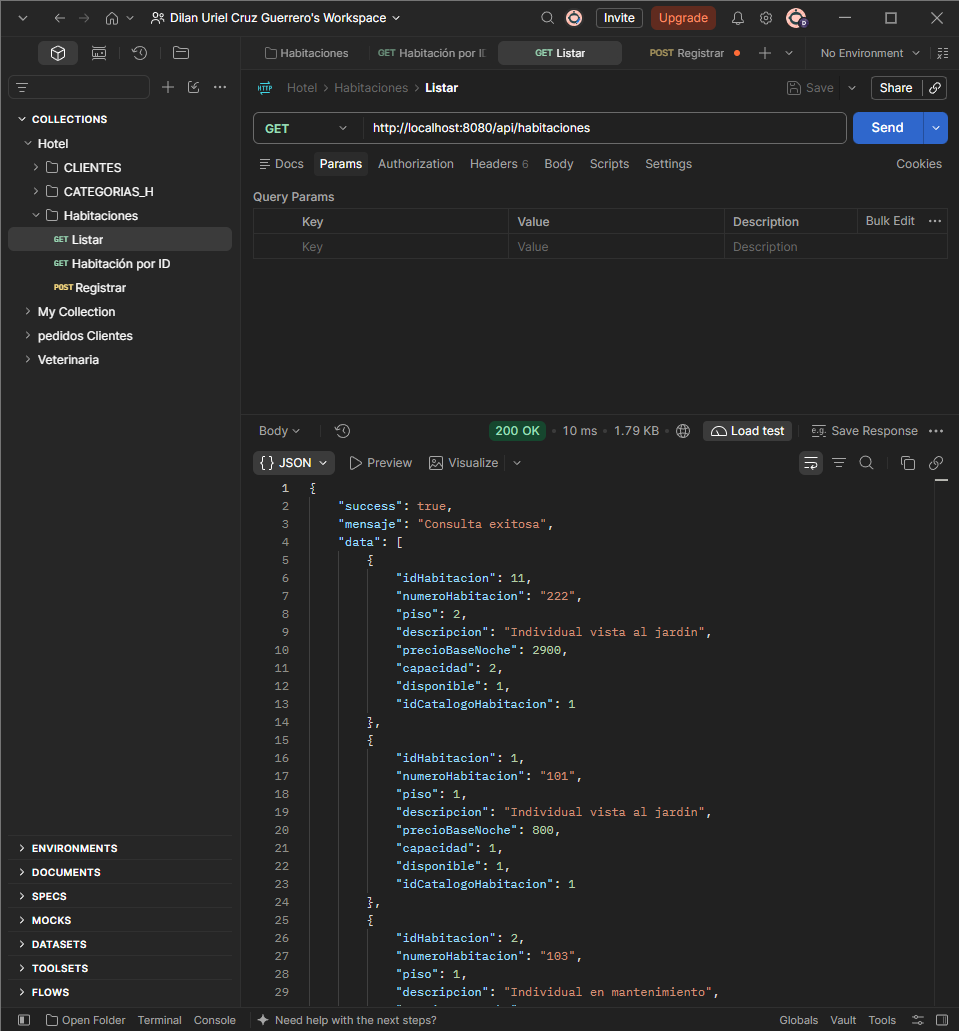 Dilan Uriel Cruz Guerrero's Workspace
Invite
Upgrade
Habitaciones
GET Habitación por
GET Listar
POST Registrar
No Environment
HTTP
Hotel > Habitaciones > Listar
Save
Share
COLLECTIONS
Hotel
CLIENTES
CATEGORIAS_H
Habitaciones
GET Listar
GET Habitación por ID
POST Registrar
My Collection
pedidos Clientes
Veterinaria
ENVIRONMENTS
DOCUMENTS
SPECS
MOCKS
DATASETS
TOOLSETS
FLOWS
GET
http://localhost:8080/api/habitaciones
Send
Docs
Params
Authorization
Headers 6
Body
Scripts
Settings
Cookies
Query Params
Key Value Description Bulk Edit
Key Value Description
Body
200 OK
10 ms
1.79 KB
Load test
e.g. Save Response
{} JSON
Preview
Visualize
1 {
2 "success": true,
3 "mensaje": "Consulta exitosa",
4 "data": [
5 {
6 "idHabitacion": 11,
7 "numeroHabitacion": "222",
8 "piso": 2,
9 "descripcion": "Individual vista al jardin",
10 "precioBaseNoche": 2900,
11 "capacidad": 2,
12 "disponible": 1,
13 "idCatalogoHabitacion": 1
14 },
15 {
16 "idHabitacion": 1,
17 "numeroHabitacion": "101",
18 "piso": 1,
19 "descripcion": "Individual vista al jardin",
20 "precioBaseNoche": 800,
21 "capacidad": 1,
22 "disponible": 1,
23 "idCatalogoHabitacion": 1
24 },
25 {
26 "idHabitacion": 2,
27 "numeroHabitacion": "103",
28 "piso": 1,
29 "descripcion": "Individual en mantenimiento",
Open Folder
Terminal
Console
Need help with the next steps?
Globals
Vault
Tools